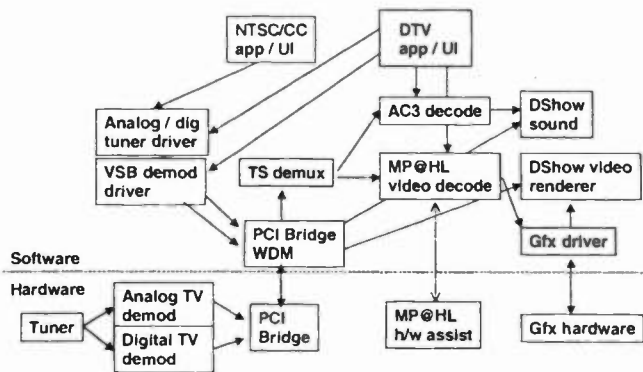 NTSC/CC
app / UI
DTV
app / UI
AC3 decode
DShow
sound
Analog / dig
tuner driver
VSB demod
driver
TS demux
MP@HL
video decode
DShow video
renderer
PCI Bridge
WDM
Gfx driver
Software
Hardware
Tuner
Analog TV
demod
Digital TV
demod
PCI
Bridge
MP@HL
h/w assist
Gfx hardware